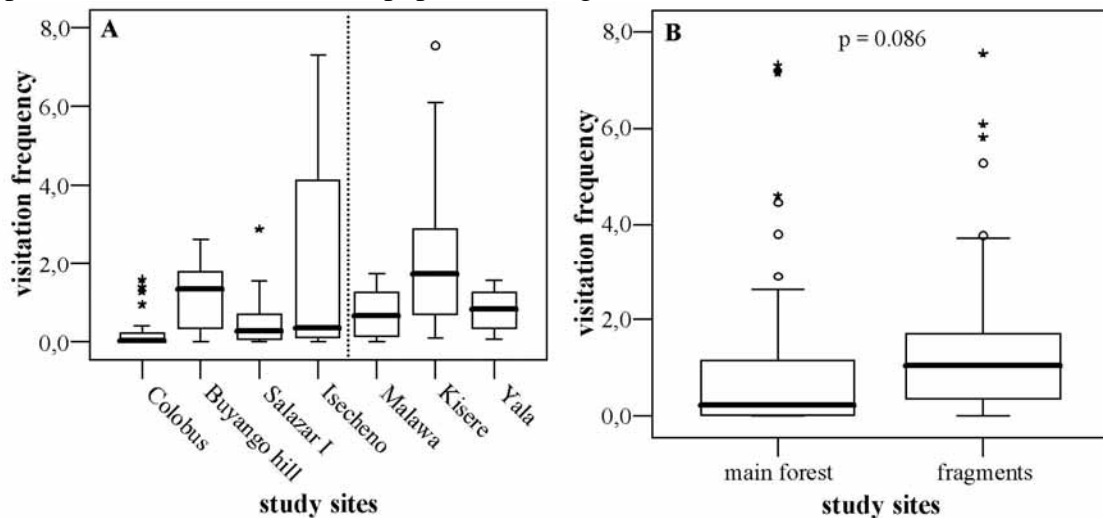 A
8,0
6,0
4,0
2,0
0,0
visitation frequency
Colobus
Buyango hill
Salazar I
Isecheno
Malawa
Kisere
Yala
study sites
B
p = 0.086
8,0
6,0
4,0
2,0
0,0
visitation frequency
main forest
fragments
study sites